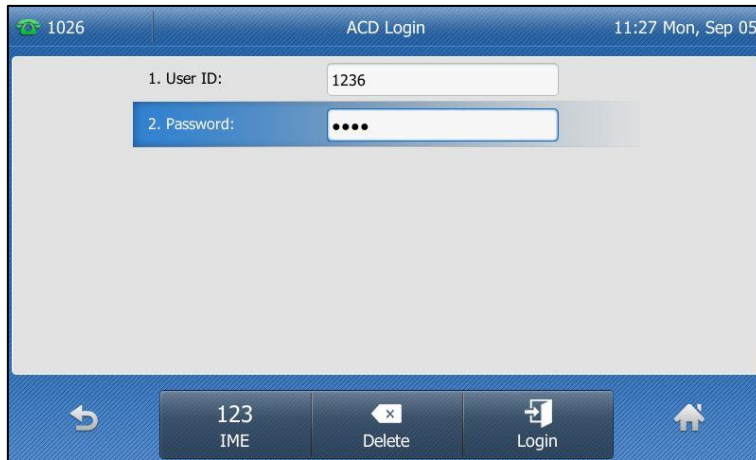 1026 ACD Login 11:27 Mon, Sep 05
1. User ID: 1236
2. Password: ••••
123 
IME Delete Login